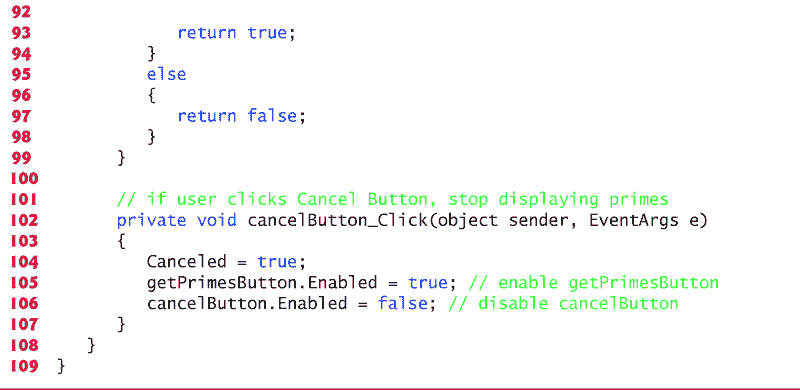 92
93 return true;
94 }
95 else
96 {
97 return false;
98 }
99 }
100
101 // if user clicks Cancel Button, stop displaying primes
102 private void cancelButton_Click(object sender, EventArgs e)
103 {
104 Canceled = true;
105 getPrimesButton.Enabled = true; // enable getPrimesButton
106 cancelButton.Enabled = false; // disable cancelButton
107 }
108 }
109 }